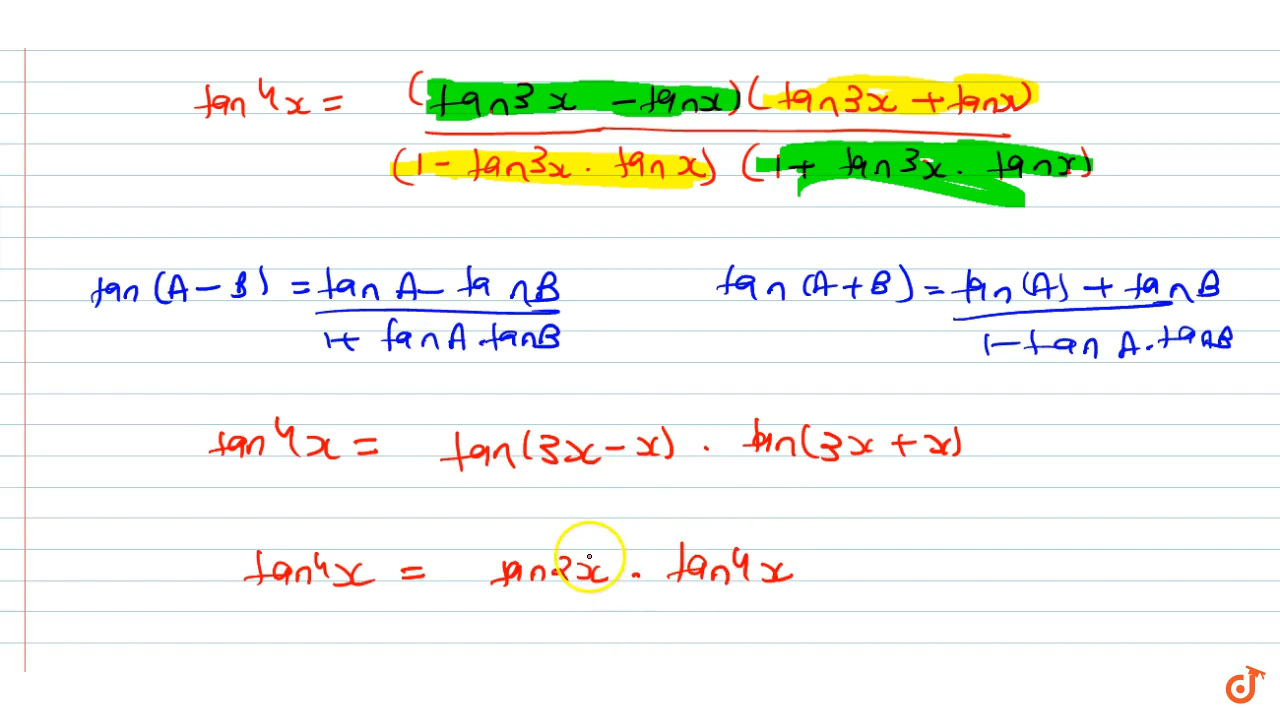 tan 4x = (tan 3x - tan x)(tan 3x + tan x)
(1 - tan 3x . tan x) (1 + tan 3x . tan x)
tan (A - B) = tan A - tan B tan (A + B) = tan (A) + tan B
1 + tan A . tan B 1 - tan A . tan B
tan 4x = tan (3x - x) . tan (3x + x)
tan 4x = tan 2x . tan 4x